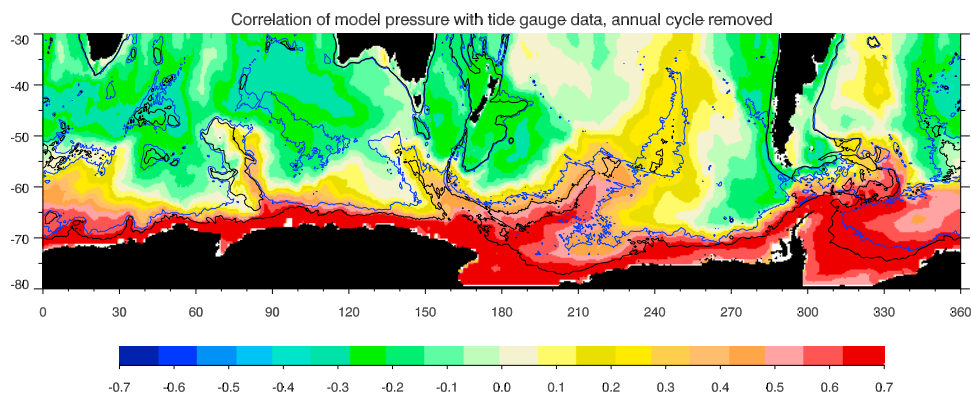 Correlation of model pressure with tide gauge data, annual cycle removed
-30
-40
-50
-60
-70
-80
0 30 60 90 120 150 180 210 240 270 300 330 360
-0.7 -0.6 -0.5 -0.4 -0.3 -0.2 -0.1 0.0 0.1 0.2 0.3 0.4 0.5 0.6 0.7